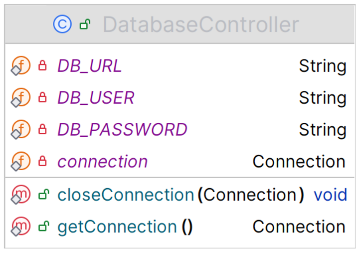 DatabaseController
DB_URL String
DB_USER String
DB_PASSWORD String
connection Connection
closeConnection(Connection) void
getConnection() Connection